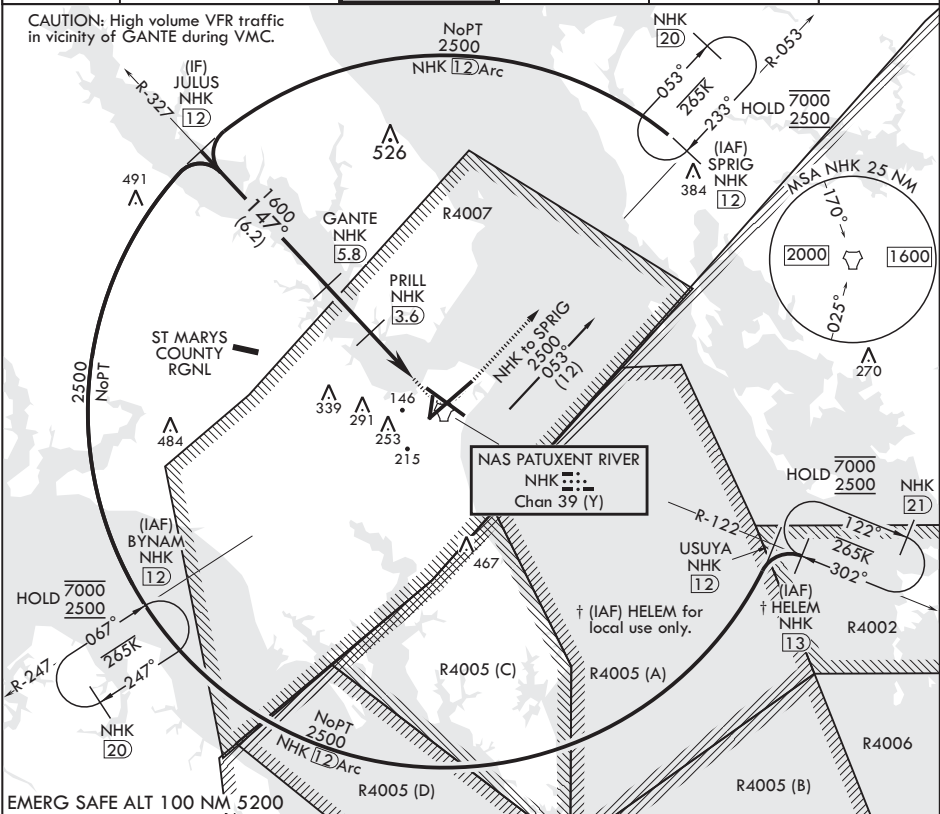 CAUTION: High volume VFR traffic
in vicinity of GANTE during VMC.
NoPT
2500
NHK 12 Arc
NHK
20
R-053
053°
265K
233°
HOLD 7000
2500
(IAF)
SPRIG
NHK
12
384
(IF)
JULUS
NHK
12
R-327
526
491
1600
147°
(6.2)
GANTE
NHK
5.8
R4007
PRILL
NHK
3.6
MSA NHK 25 NM
170°
2000
1600
025°
270
ST MARYS
COUNTY
RGNL
NHK to SPRIG
2500
053°
(12)
2500
NoPT
339
291
146
253
215
484
NAS PATUXENT RIVER
NHK
Chan 39 (Y)
HOLD 7000
2500
NHK
21
122°
265K
302°
R-122
USUYA
NHK
12
(IAF)
† HELEM
NHK
13
R4002
467
† (IAF) HELEM for
local use only.
(IAF)
BYNAM
NHK
12
HOLD 7000
2500
067°
265K
247°
R-247
NHK
20
R4005 (C)
R4005 (A)
NoPT
2500
NHK 12 Arc
R4006
R4005 (D)
R4005 (B)
EMERG SAFE ALT 100 NM 5200